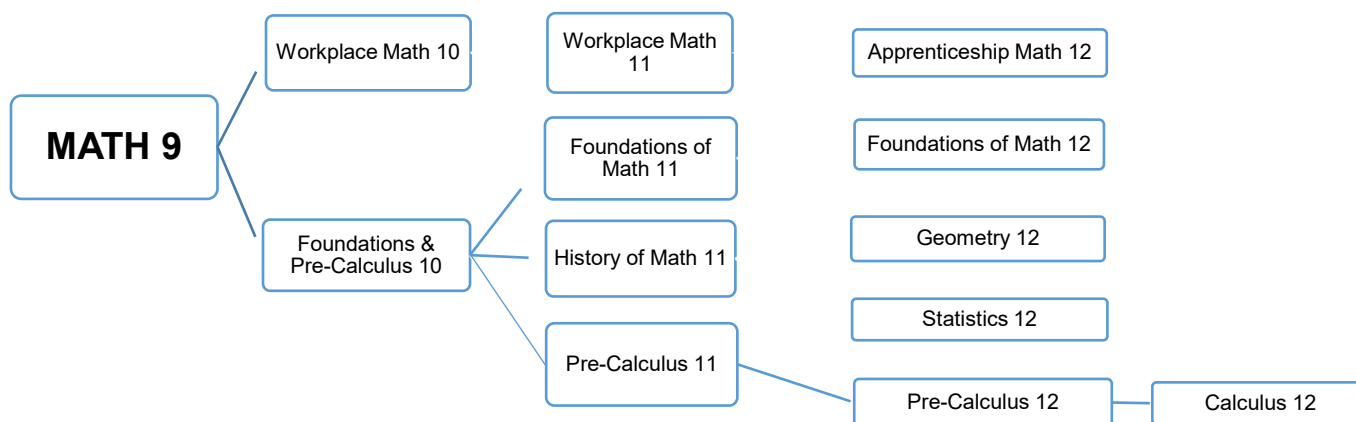 MATH 9
Workplace Math 10
Foundations &
Pre-Calculus 10
Workplace Math
11
Foundations of
Math 11
History of Math 11
Pre-Calculus 11
Apprenticeship Math 12
Foundations of Math 12
Geometry 12
Statistics 12
Pre-Calculus 12
Calculus 12